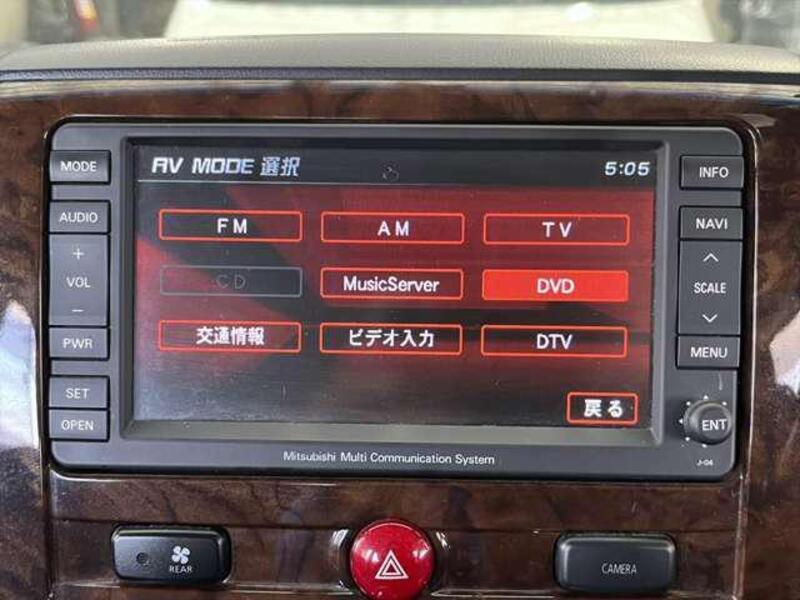 MODE
AUDIO
+
VOL
−
PWR
SET
OPEN
AV MODE 選択
5:05
FM
AM
TV
CD
MusicServer
DVD
交通情報
ビデオ入力
DTV
戻る
INFO
NAVI
SCALE
MENU
ENT
J-04
Mitsubishi Multi Communication System
REAR
CAMERA